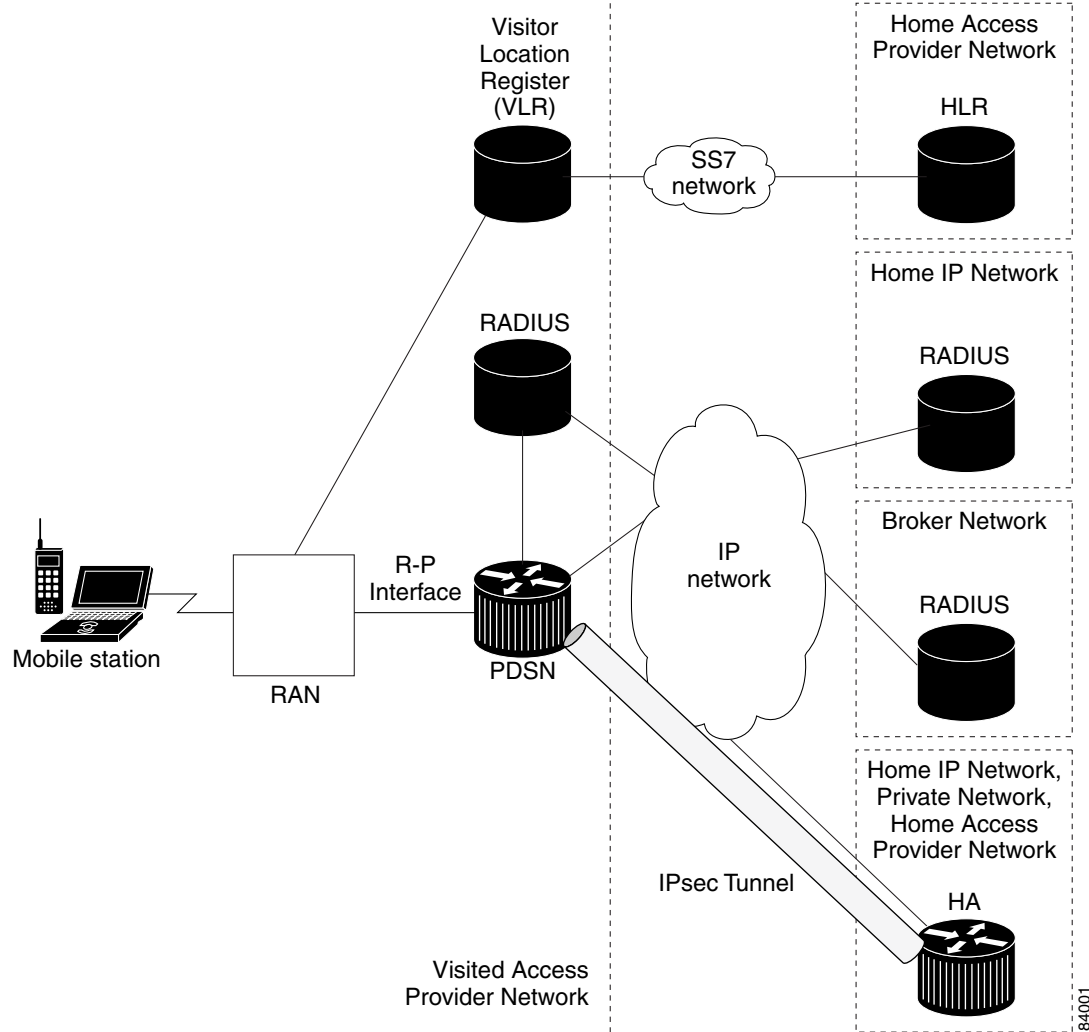 Visitor
Location
Register
(VLR)
Home Access
Provider Network
HLR
SS7
network
Home IP Network
RADIUS
RADIUS
Broker Network
IP
network
R-P
Interface
RADIUS
Mobile station
RAN
PDSN
Home IP Network,
Private Network,
Home Access
Provider Network
IPsec Tunnel
HA
Visited Access
Provider Network
84001